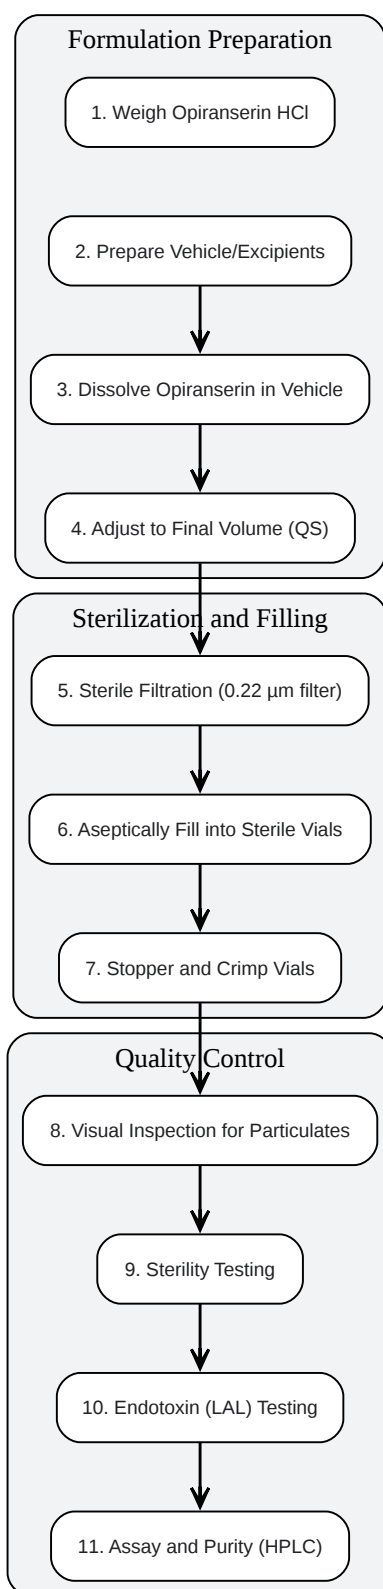 Formulation Preparation
1. Weigh Opiranserin HCl
2. Prepare Vehicle/Excipients
3. Dissolve Opiranserin in Vehicle
4. Adjust to Final Volume (QS)
Sterilization and Filling
5. Sterile Filtration (0.22 µm filter)
6. Aseptically Fill into Sterile Vials
7. Stopper and Crimp Vials
Quality Control
8. Visual Inspection for Particulates
9. Sterility Testing
10. Endotoxin (LAL) Testing
11. Assay and Purity (HPLC)